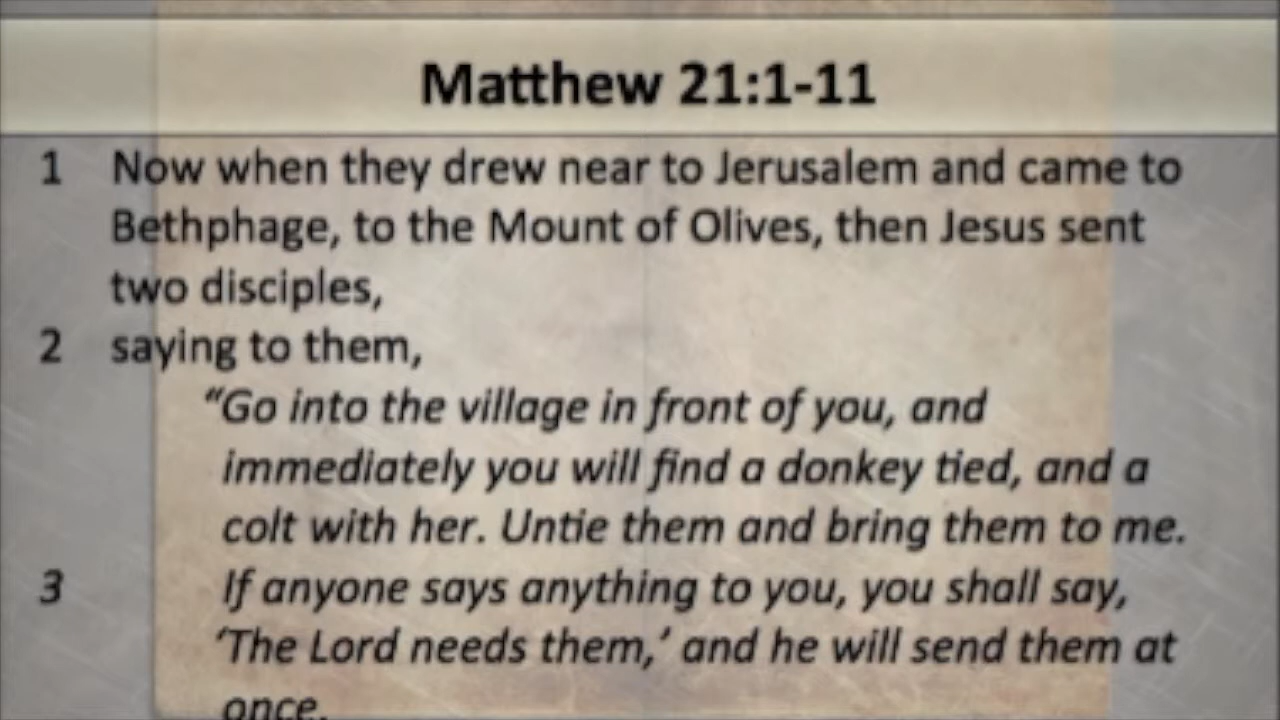 Matthew 21:1-11
1 Now when they drew near to Jerusalem and came to
Bethphage, to the Mount of Olives, then Jesus sent
two disciples,
2 saying to them,
“Go into the village in front of you, and
immediately you will find a donkey tied, and a
colt with her. Untie them and bring them to me.
3 If anyone says anything to you, you shall say,
‘The Lord needs them,’ and he will send them at
once.